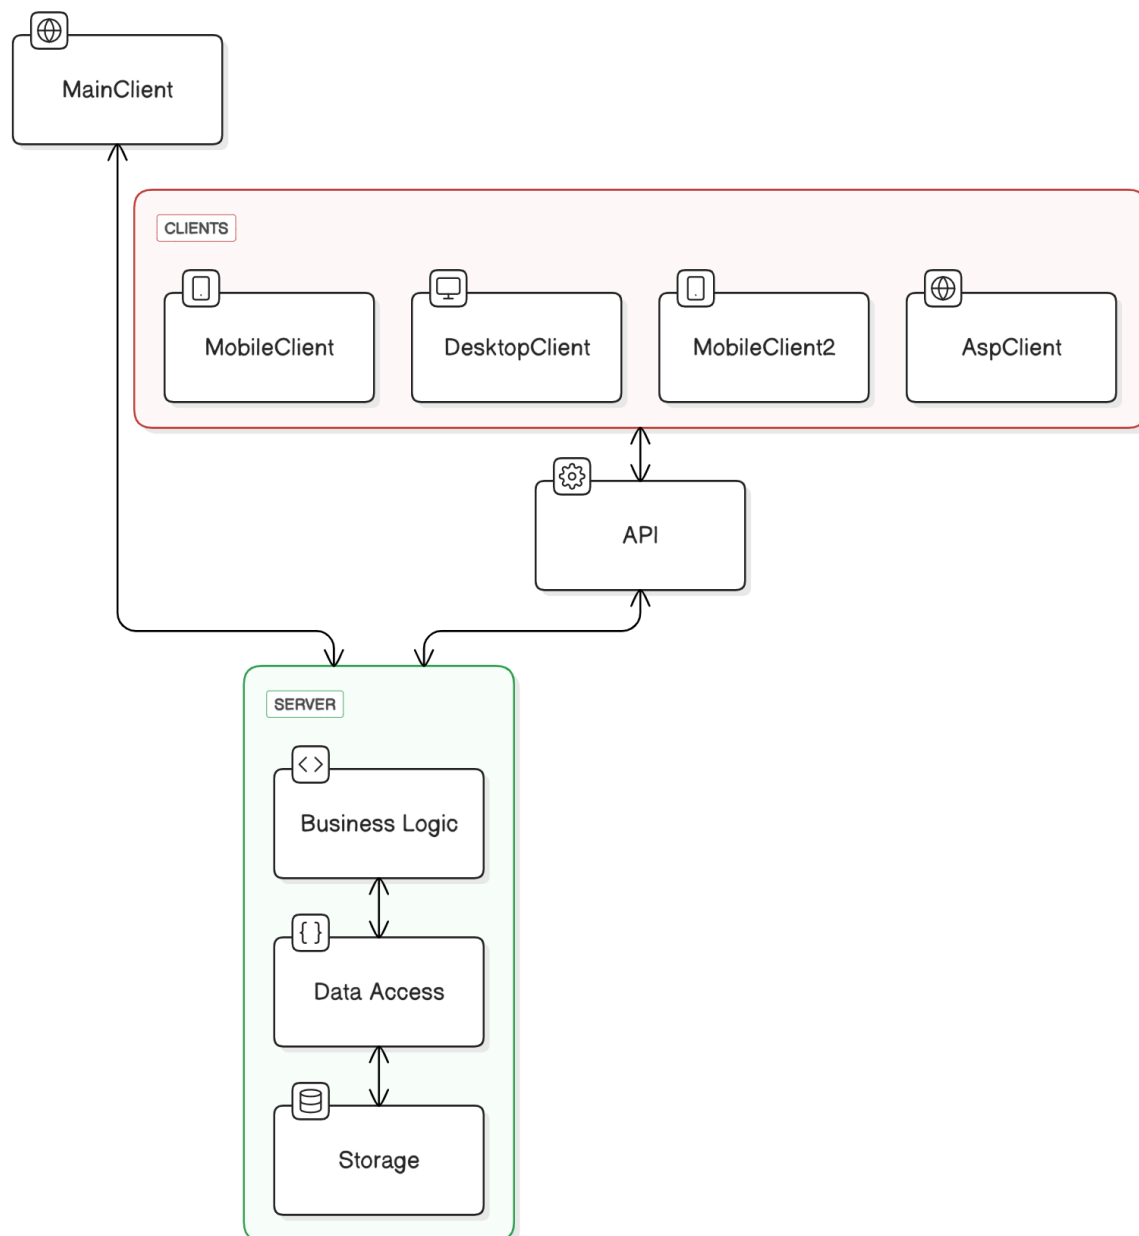 MainClient
CLIENTS
MobileClient
DesktopClient
MobileClient2
AspClient
API
SERVER
Business Logic
Data Access
Storage